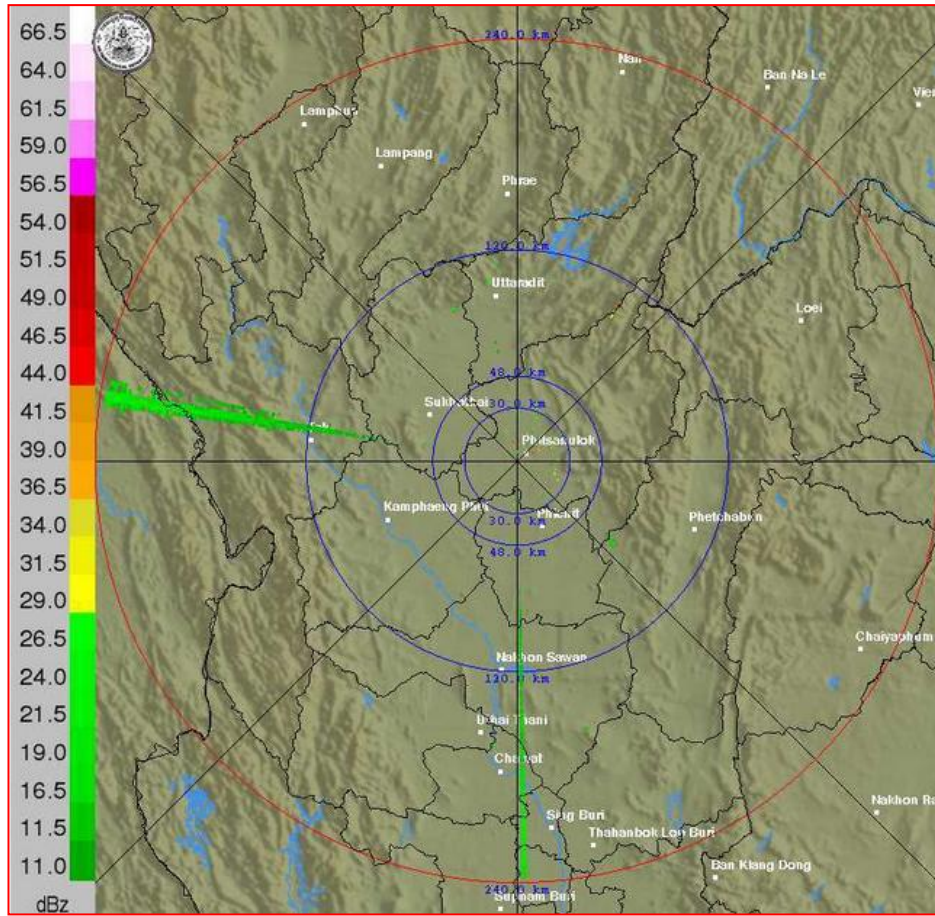 66.5
64.0
61.5
59.0
56.5
54.0
51.5
49.0
46.5
44.0
41.5
39.0
36.5
34.0
31.5
29.0
26.5
24.0
21.5
19.0
16.5
11.5
11.0
dBz
240.0 km
Nan
Ban Na Le
Lamphun
Lampang
Phrae
120.0 km
Uttaradit
Loei
48.0 km
30.0 km
Sukhothai
Phitsanulok
Kamphaeng Phet
30.0 km
Phichit
Phetchabun
48.0 km
Chaiyaphum
Nakhon Sawan
120.0 km
Uthai Thani
Chainat
Sing Buri
Nakhon Ra
Thahanbok Lop Buri
Ban Klang Dong
240.0 km
Suphan Buri